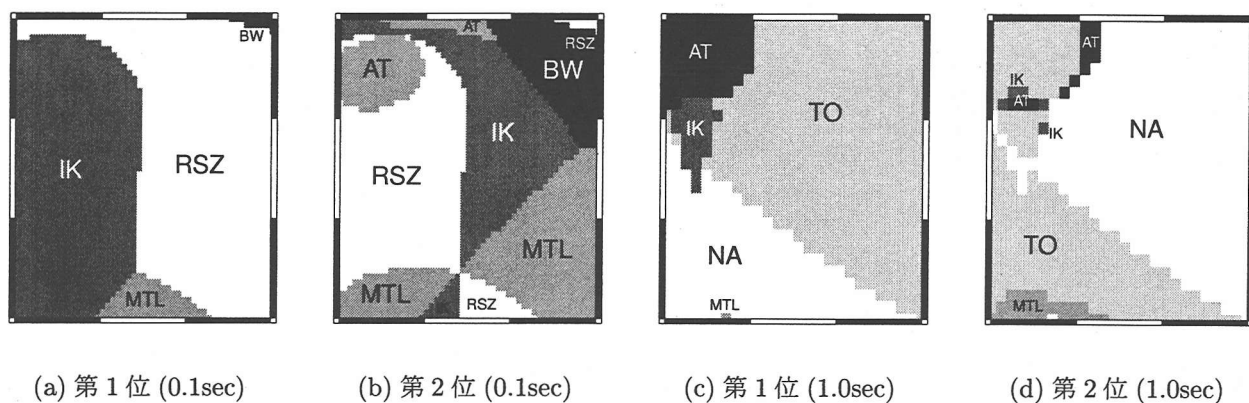 BW
IK
RSZ
MTL
AT
RSZ
BW
AT
IK
RSZ
MTL
MTL
RSZ
AT
TO
IK
NA
MTL
AT
IK
AT
IK
NA
TO
MTL
(a) 第 1 位 (0.1sec)
(b) 第 2 位 (0.1sec)
(c) 第 1 位 (1.0sec)
(d) 第 2 位 (1.0sec)